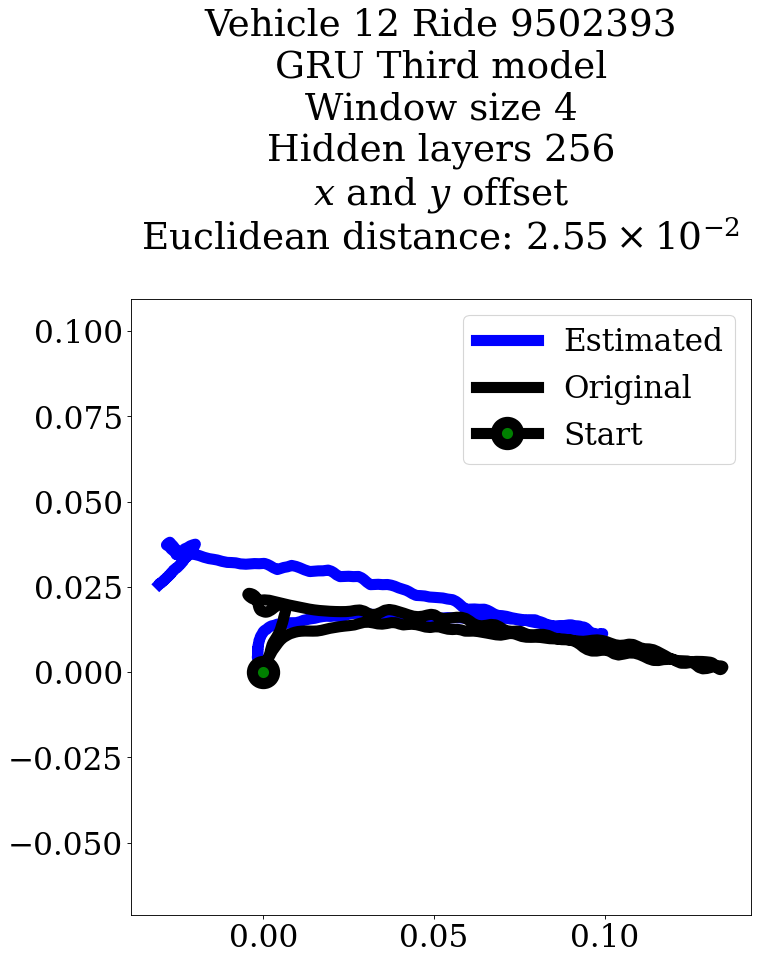 Vehicle 12 Ride 9502393
GRU Third model
Window size 4
Hidden layers 256
x and y offset
Euclidean distance: 2.55 × 10⁻²
Estimated
Original
Start
0.100
0.075
0.050
0.025
0.000
−0.025
−0.050
0.00 0.05 0.10